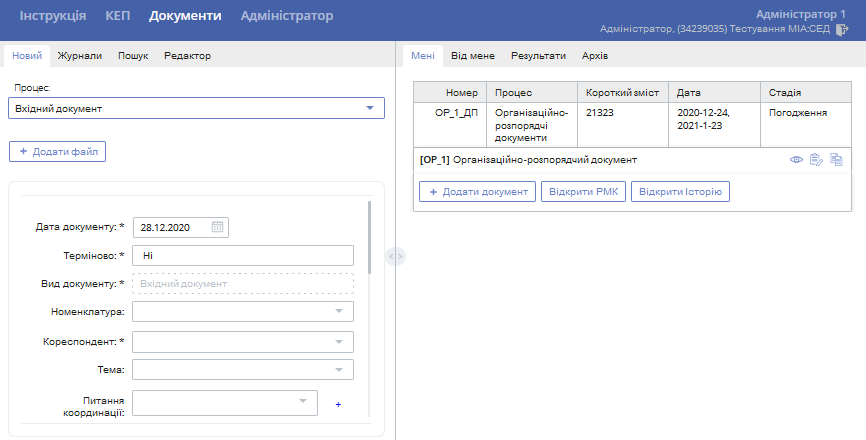 Інструкція КЕП Документи Адміністратор
Адміністратор 1
Адміністратор, (34239035) Тестування МІА:СЕД
Новий Журнали Пошук Редактор
Процес:
Вхідний документ
+ Додати файл
Дата документу: * 28.12.2020
Терміново: * Ні
Вид документу: * Вхідний документ
Номенклатура:
Кореспондент: *
Тема:
Питання
координації: +
Мені Від мене Результати Архів
Номер Процес Короткий зміст Дата Стадія
ОР_1_ДП Організаційно- 21323 2020-12-24, Погодження
розпорядчі 2021-1-23
документи
[ОР_1] Організаційно-розпорядчий документ
+ Додати документ Відкрити РМК Відкрити Історію